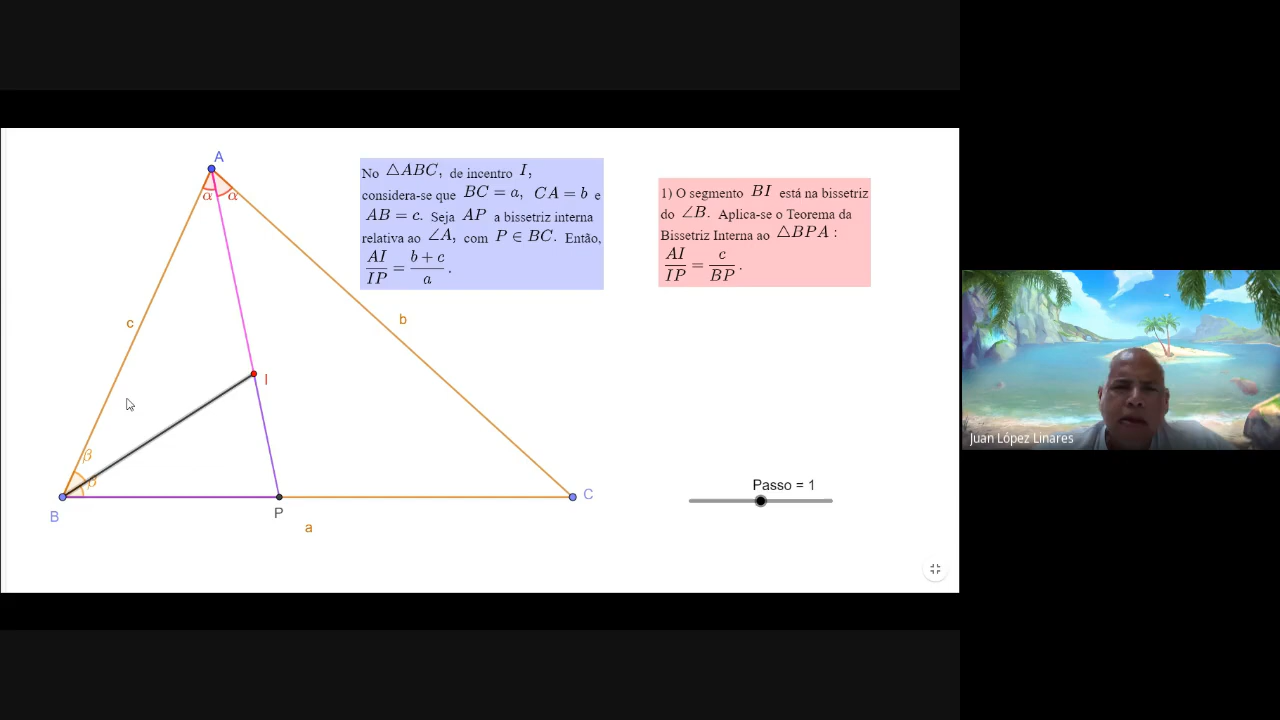 A
α α
c
b
I
β
β
B
P
C
a
No △ABC, de incentro I,
considera-se que BC = a, CA = b e
AB = c. Seja AP a bissetriz interna
relativa ao ∠A, com P ∈ BC. Então,
AI/IP = (b + c)/a.
1) O segmento BI está na bissetriz
do ∠B. Aplica-se o Teorema da
Bissetriz Interna ao △BPA :
AI/IP = c/BP.
Passo = 1
Juan López Linares